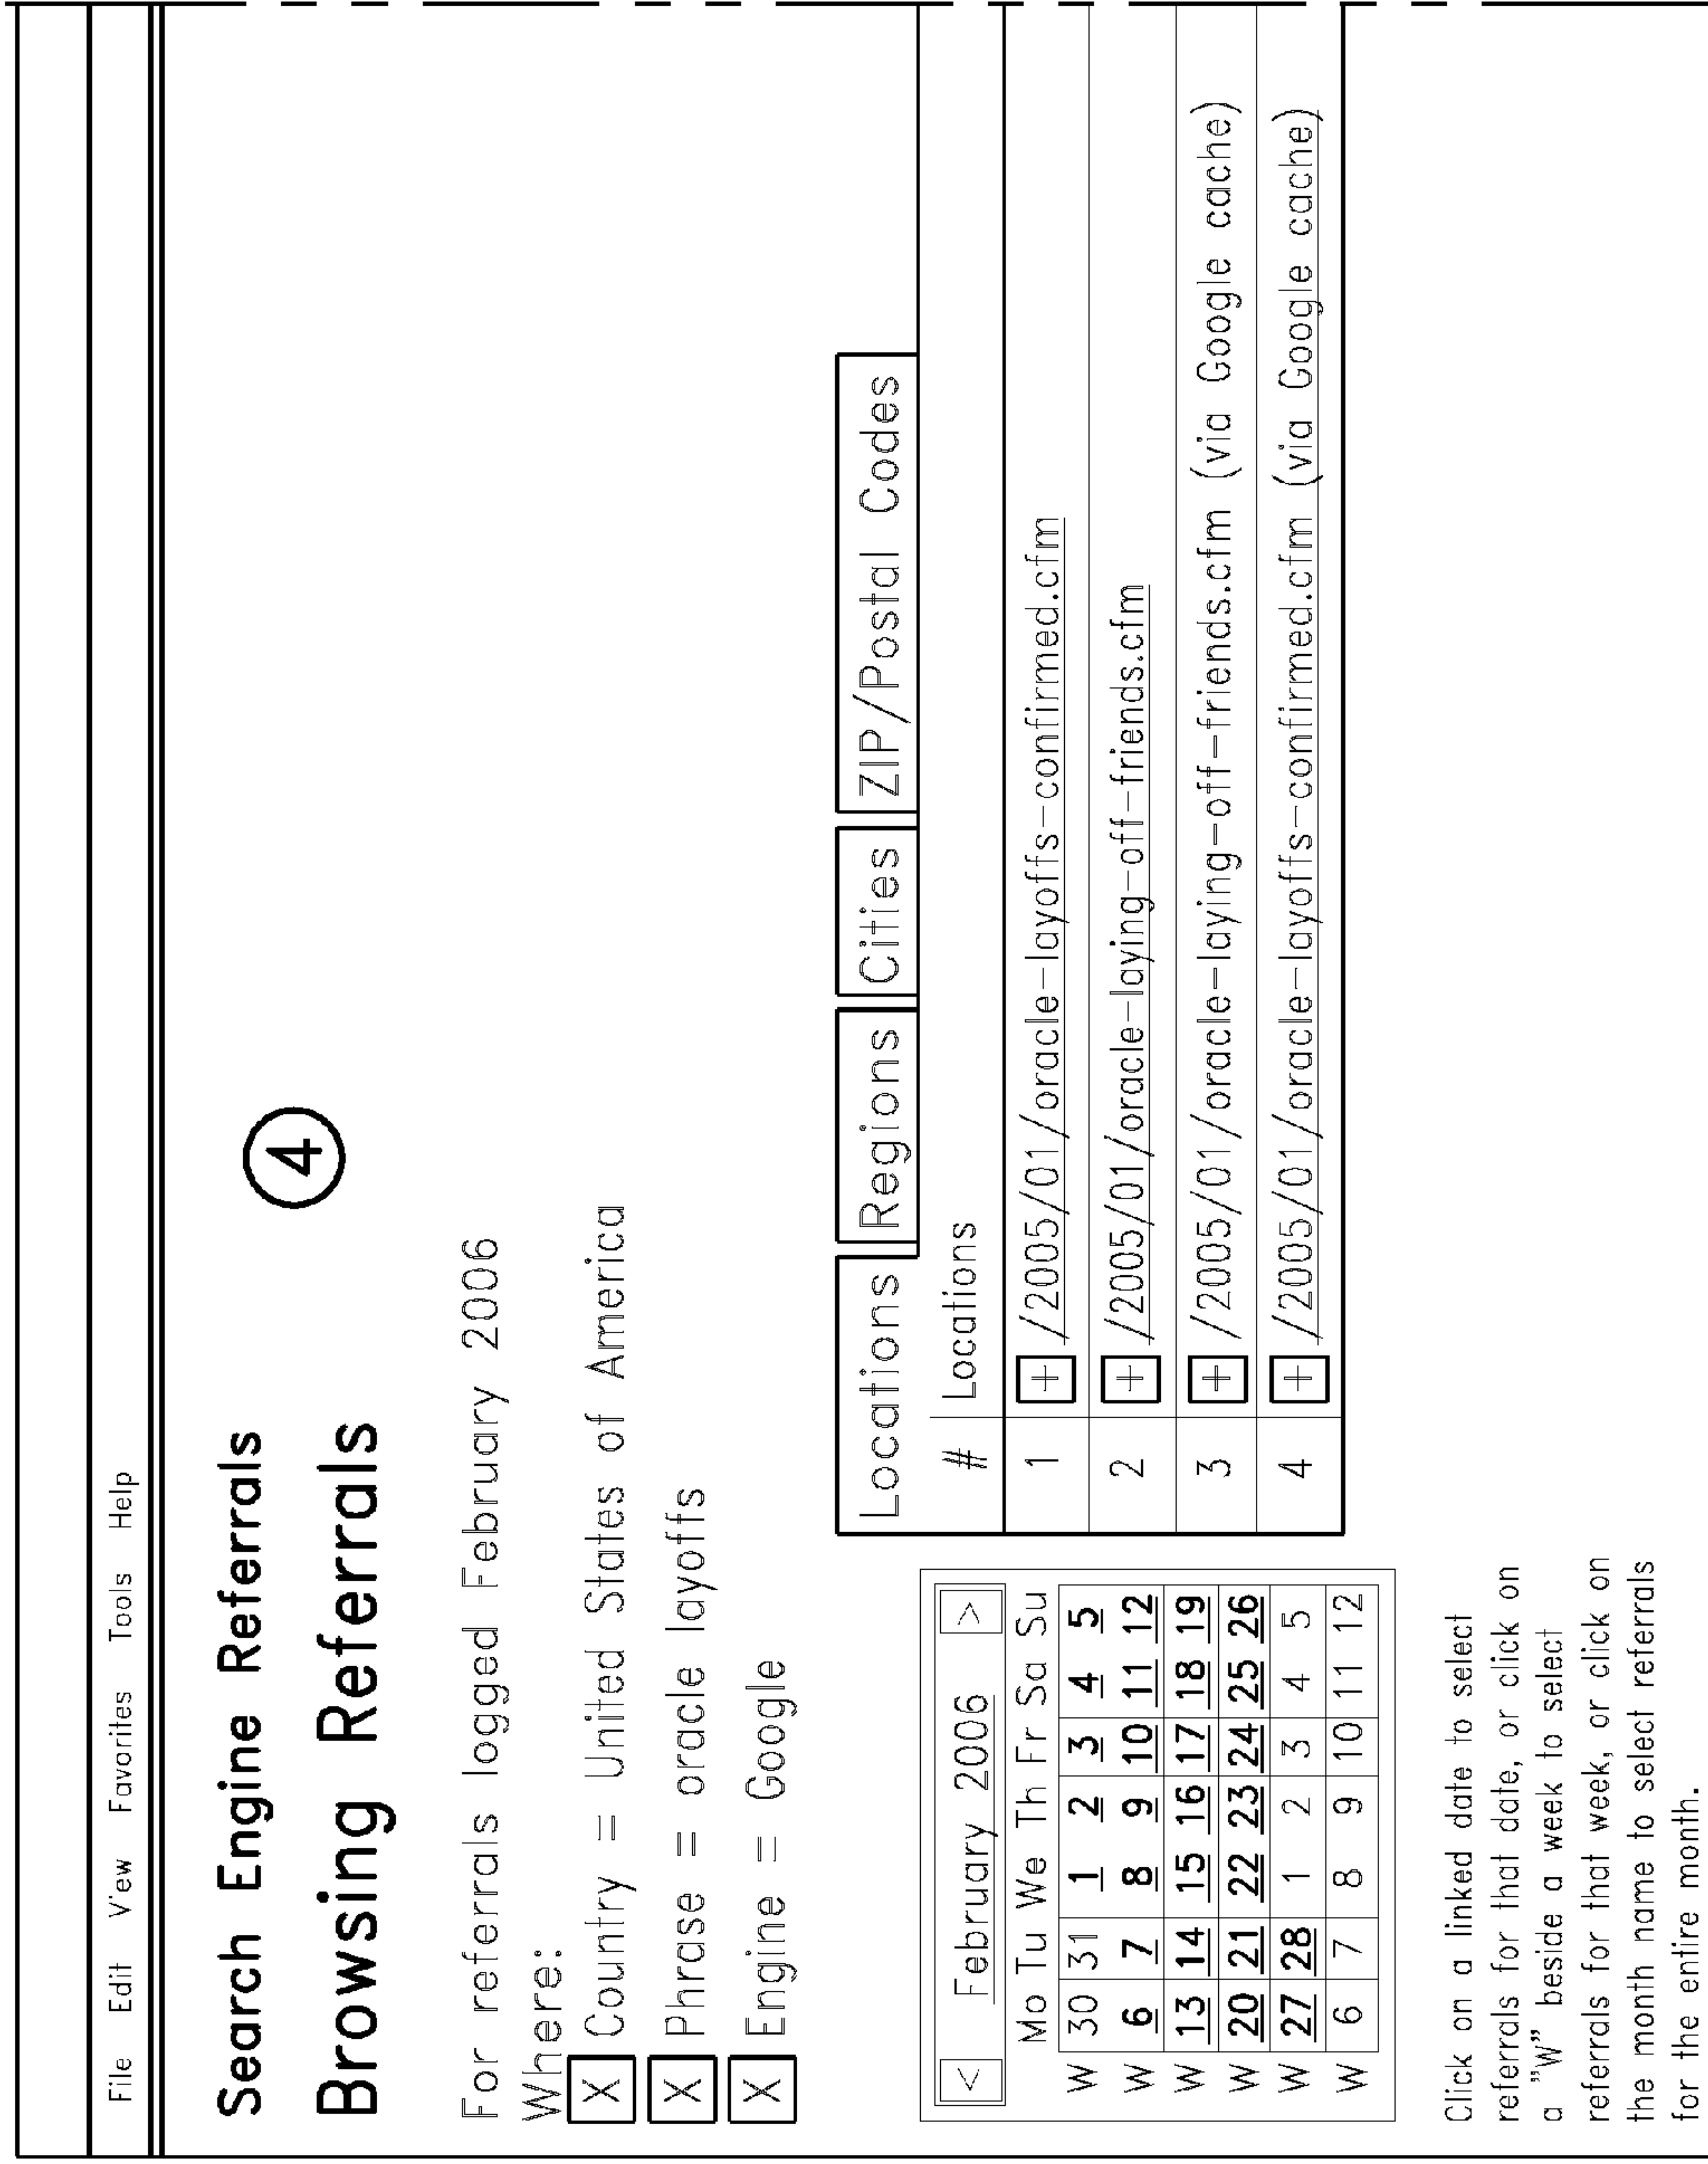 File Edit View Favorites Tools Help
Search Engine Referrals
Browsing Referrals
4
For referrals logged February 2006
Where:
X Country = United States of America
X Phrase = oracle layoffs
X Engine = Google
Locations Regions Cities ZIP/Postal Codes
# Locations
1 + /2005/01/oracle-layoffs-confirmed.cfm
2 + /2005/01/oracle-laying-off-friends.cfm
3 + /2005/01/oracle-laying-off-friends.cfm (via Google cache)
4 + /2005/01/oracle-layoffs-confirmed.cfm (via Google cache)
< February 2006 >
Mo Tu We Th Fr Sa Su
W 30 31 1 2 3 4 5
W 6 7 8 9 10 11 12
W 13 14 15 16 17 18 19
W 20 21 22 23 24 25 26
W 27 28 1 2 3 4 5
W 6 7 8 9 10 11 12
Click on a linked date to select
referrals for that date, or click on
a "W" beside a week to select
referrals for that week, or click on
the month name to select referrals
for the entire month.